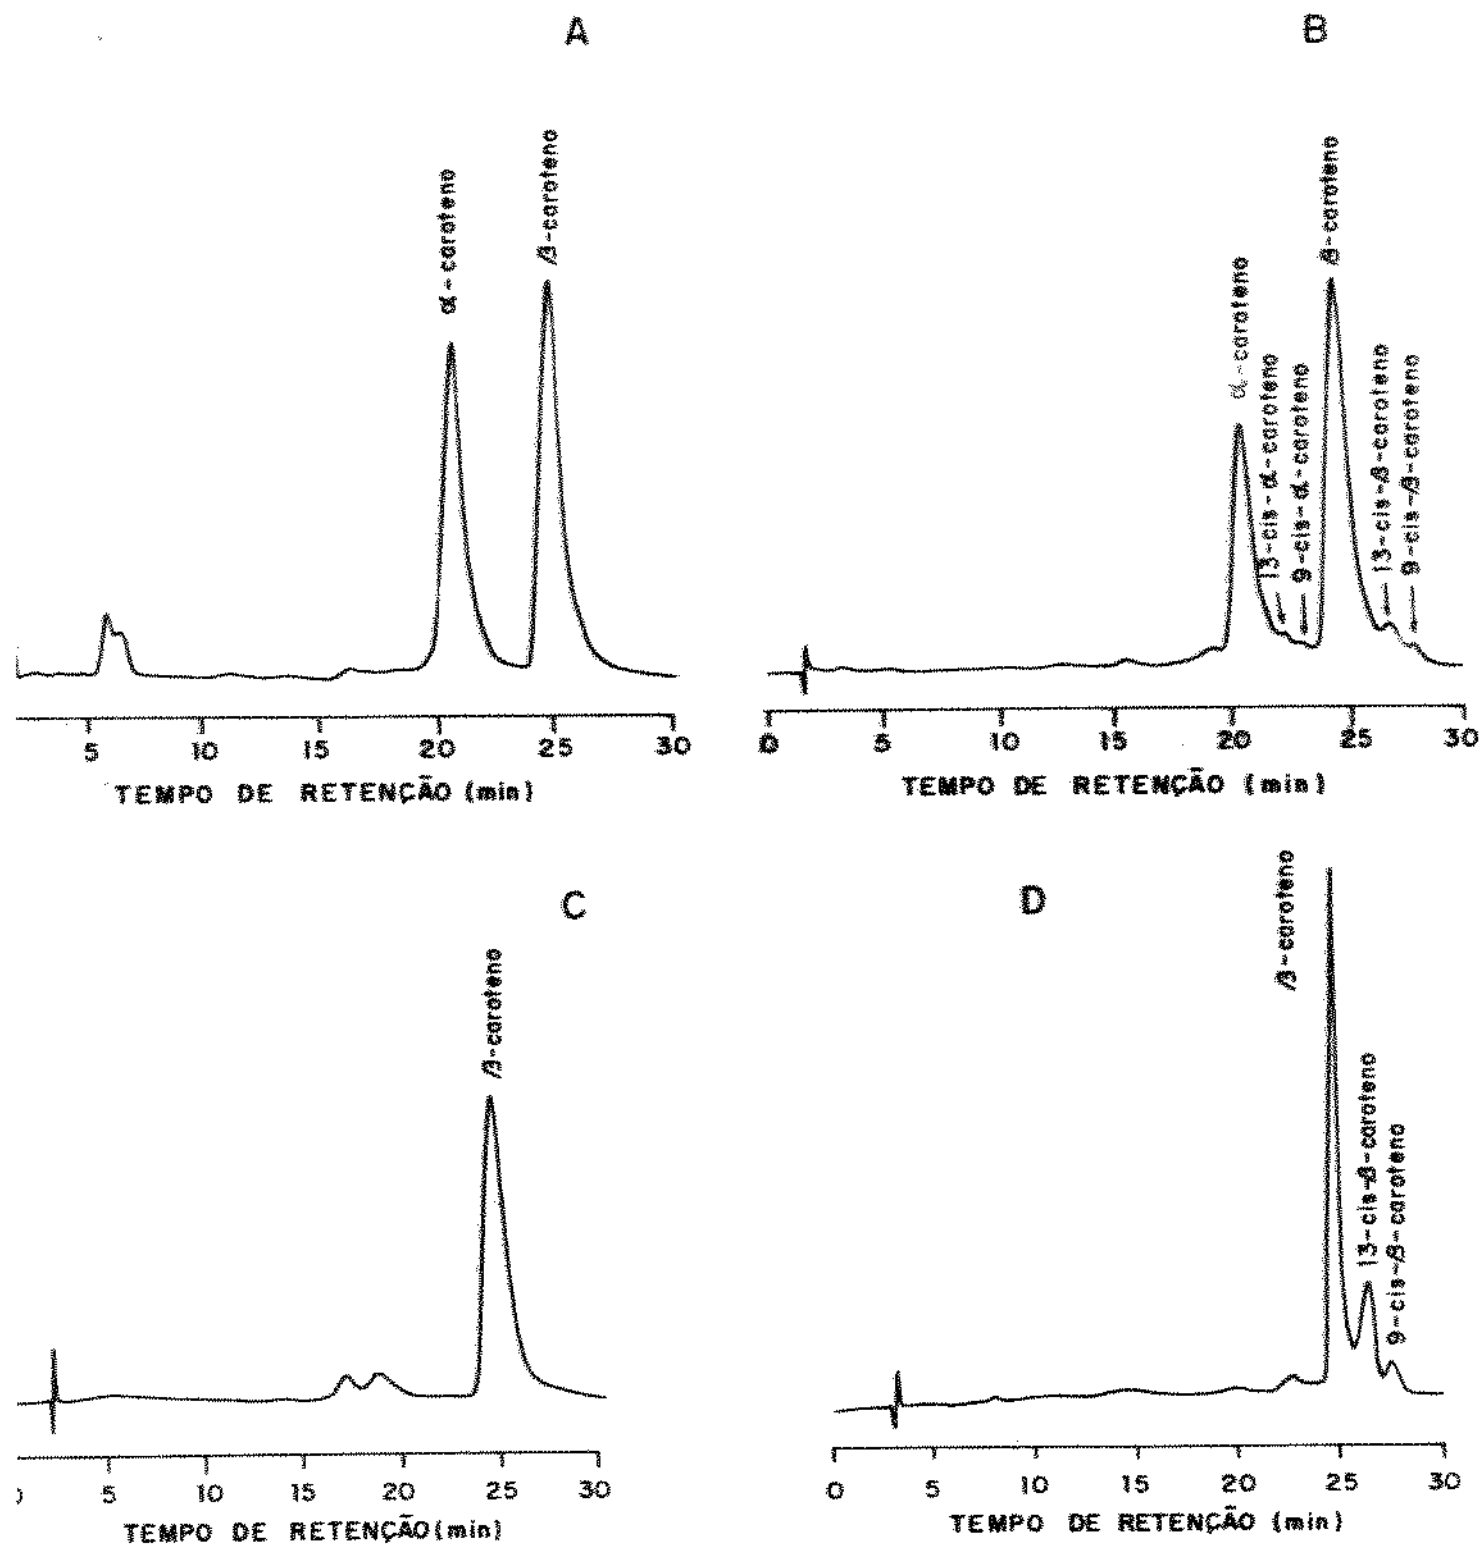 A
α-caroteno
β-caroteno
5 10 15 20 25 30
TEMPO DE RETENÇÃO (min)
B
α-caroteno
13-cis-α-caroteno
9-cis-α-caroteno
β-caroteno
13-cis-β-caroteno
9-cis-β-caroteno
0 5 10 15 20 25 30
TEMPO DE RETENÇÃO (min)
C
β-caroteno
5 10 15 20 25 30
TEMPO DE RETENÇÃO (min)
D
β-caroteno
13-cis-β-caroteno
9-cis-β-caroteno
0 5 10 15 20 25 30
TEMPO DE RETENÇÃO (min)